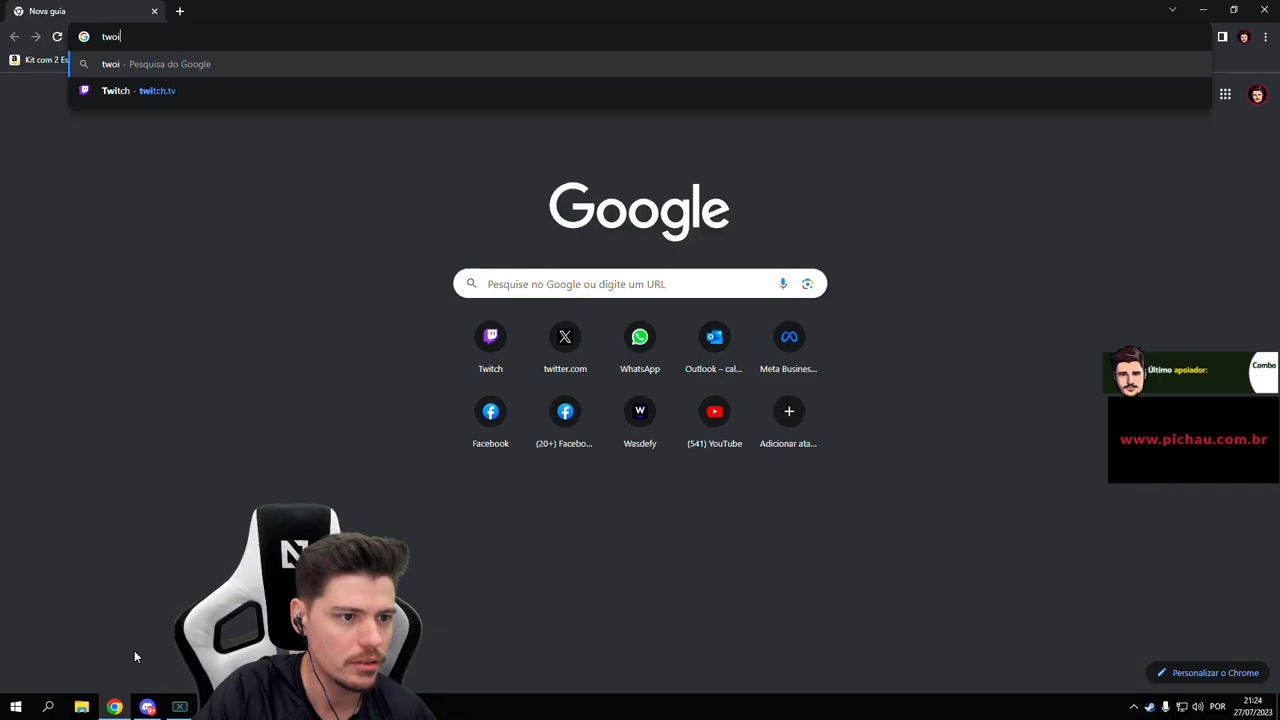 Nova guia
twoi
Kit com 2 Es
twoi - Pesquisa do Google
Twitch - twitch.tv
Google
Pesquise no Google ou digite um URL
Twitch
twitter.com
WhatsApp
Outlook – cal...
Meta Busines...
Facebook
(20+) Facebo...
Wasdefy
(541) YouTube
Adicionar ata...
Último apoiador:
Combo
www.pichau.com.br
Personalizar o Chrome
POR
21:24
27/07/2023